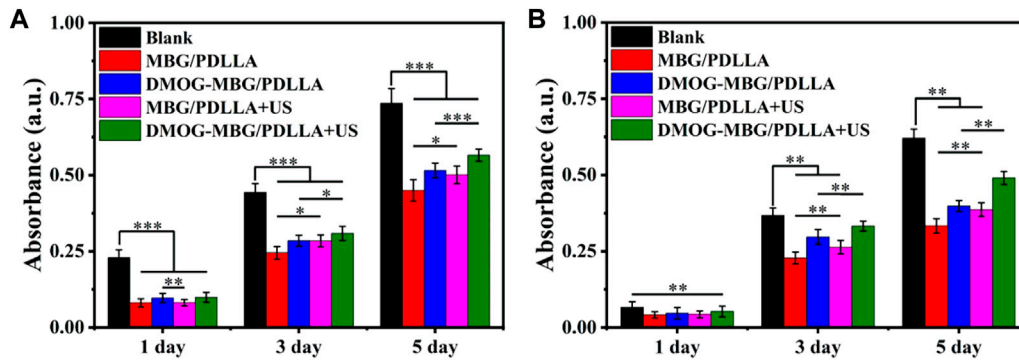 A
Absorbance (a.u.)
1.00
0.75
0.50
0.25
0.00
Blank
MBG/PDLLA
DMOG-MBG/PDLLA
MBG/PDLLA+US
DMOG-MBG/PDLLA+US
***
**
***
*
*
***
***
*
1 day
3 day
5 day
B
Absorbance (a.u.)
1.00
0.75
0.50
0.25
0.00
Blank
MBG/PDLLA
DMOG-MBG/PDLLA
MBG/PDLLA+US
DMOG-MBG/PDLLA+US
**
**
**
**
**
**
**
1 day
3 day
5 day